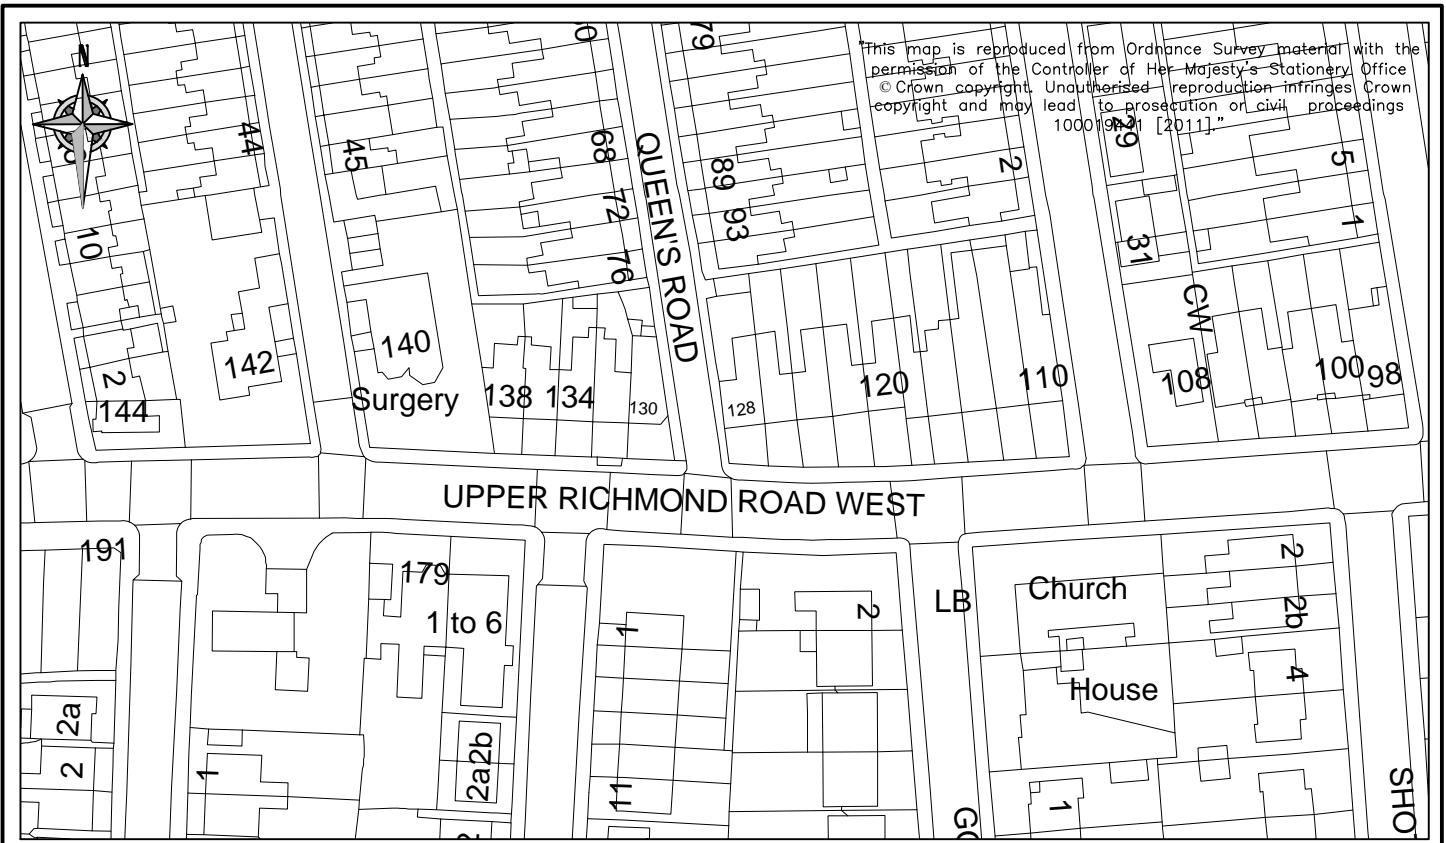 N
"This map is reproduced from Ordnance Survey material with the
permission of the Controller of Her Majesty's Stationery Office
© Crown copyright. Unauthorised reproduction infringes Crown
copyright and may lead to prosecution or civil proceedings
100019441 [2011]."
79
44
45
68
QUEEN'S ROAD
89
2
29
5
72
93
10
76
31
1
CW
142
140
2
144
Surgery
138
134
130
128
120
110
108
100
98
UPPER RICHMOND ROAD WEST
191
179
1 to 6
1
2
LB
Church
2
2b
House
4
2a
2
1
2a2b
11
1